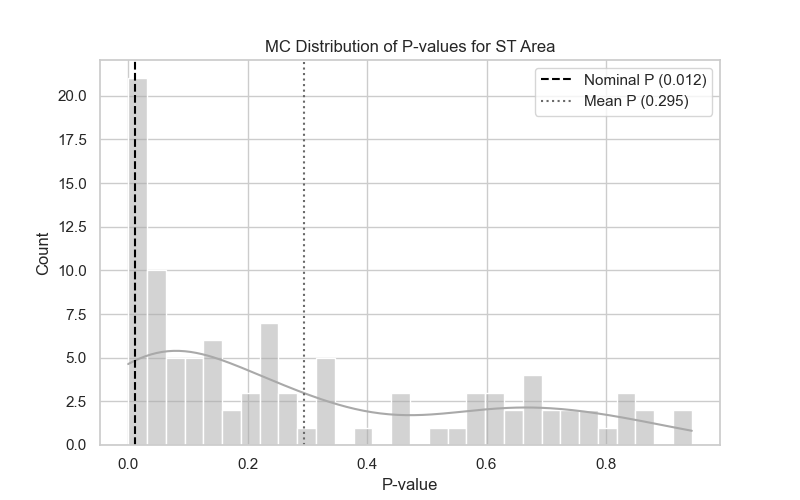 MC Distribution of P-values for ST Area
Nominal P (0.012)
Mean P (0.295)
Count
20.0
17.5
15.0
12.5
10.0
7.5
5.0
2.5
0.0
0.0 0.2 0.4 0.6 0.8
P-value